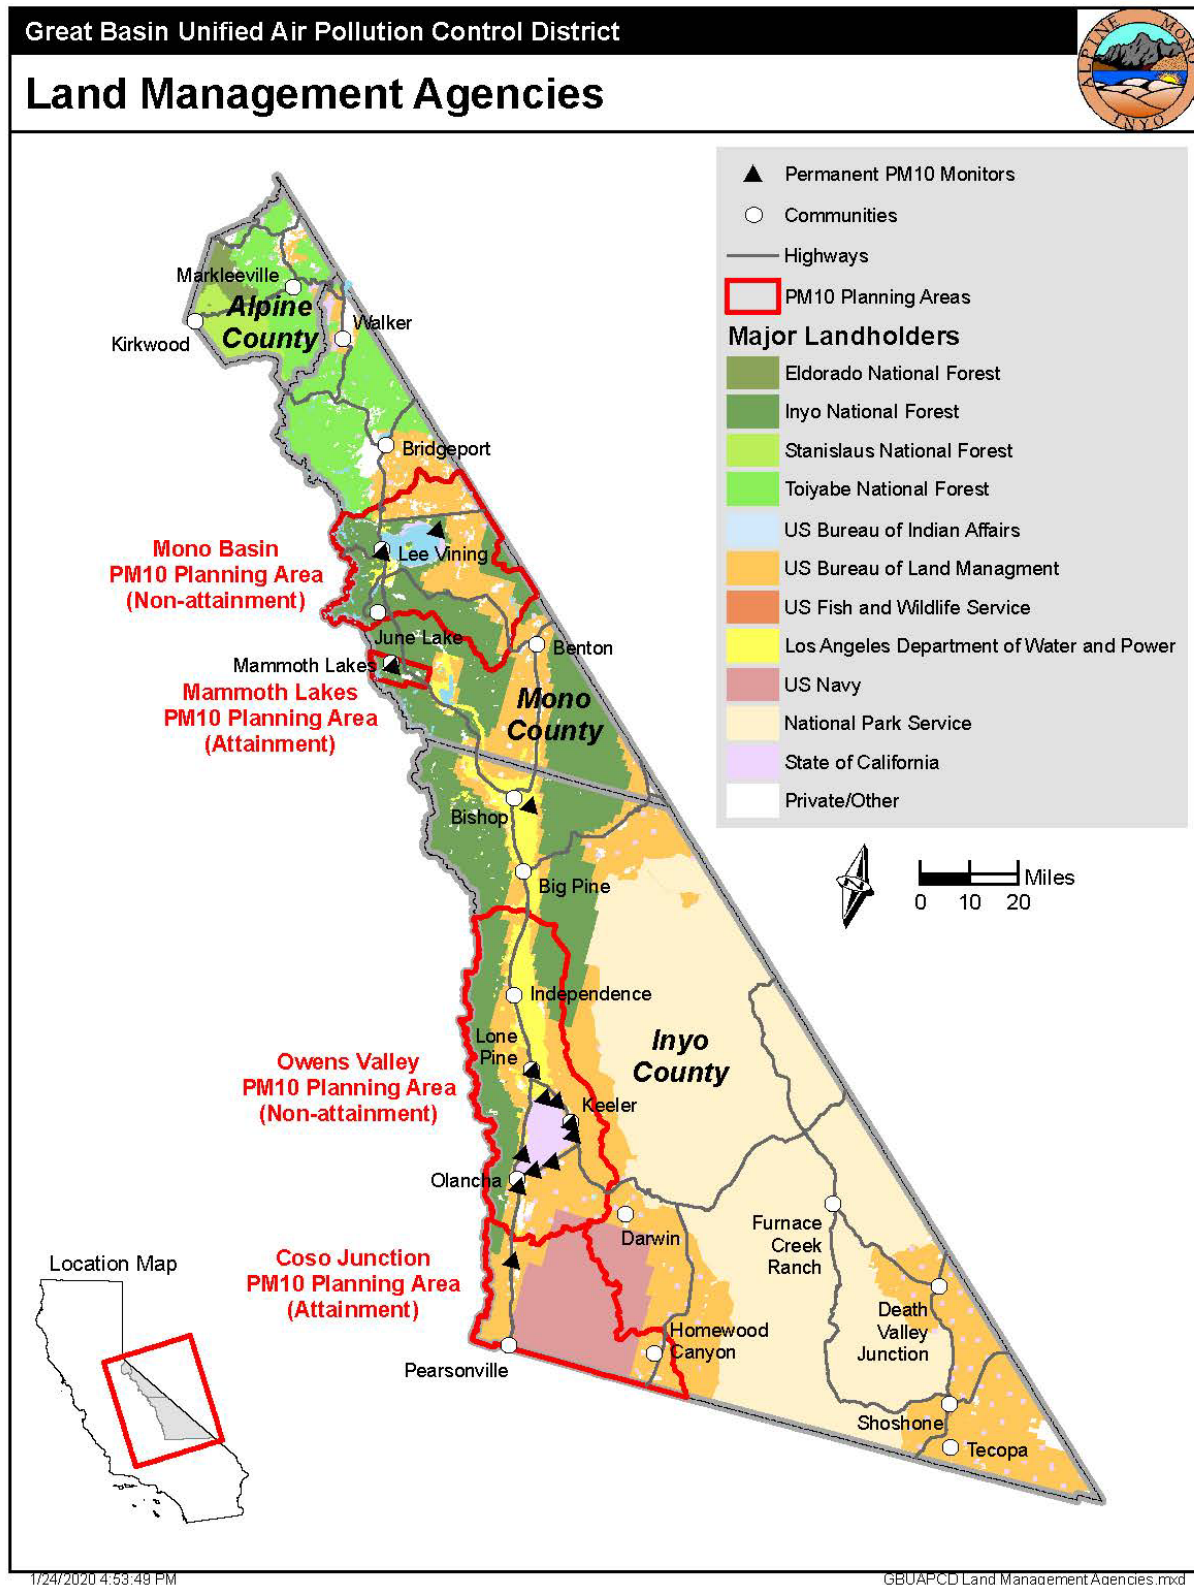 Great Basin Unified Air Pollution Control District
Land Management Agencies
ALPINE MONO
INYO
Permanent PM10 Monitors
Communities
Highways
PM10 Planning Areas
Major Landholders
Eldorado National Forest
Inyo National Forest
Stanislaus National Forest
Toiyabe National Forest
US Bureau of Indian Affairs
US Bureau of Land Managment
US Fish and Wildlife Service
Los Angeles Department of Water and Power
US Navy
National Park Service
State of California
Private/Other
N
Miles
0 10 20
Markleeville
Alpine
County
Kirkwood
Walker
Bridgeport
Mono Basin
PM10 Planning Area
(Non-attainment)
Lee Vining
June Lake
Benton
Mammoth Lakes
Mammoth Lakes
PM10 Planning Area
(Attainment)
Mono
County
Bishop
Big Pine
Independence
Lone
Pine
Inyo
County
Owens Valley
PM10 Planning Area
(Non-attainment)
Keeler
Olancha
Darwin
Furnace
Creek
Ranch
Coso Junction
PM10 Planning Area
(Attainment)
Death
Valley
Junction
Homewood
Canyon
Pearsonville
Shoshone
Tecopa
Location Map
1/24/2020 4:53:49 PM
GBUAPCD Land Management Agencies.mxd